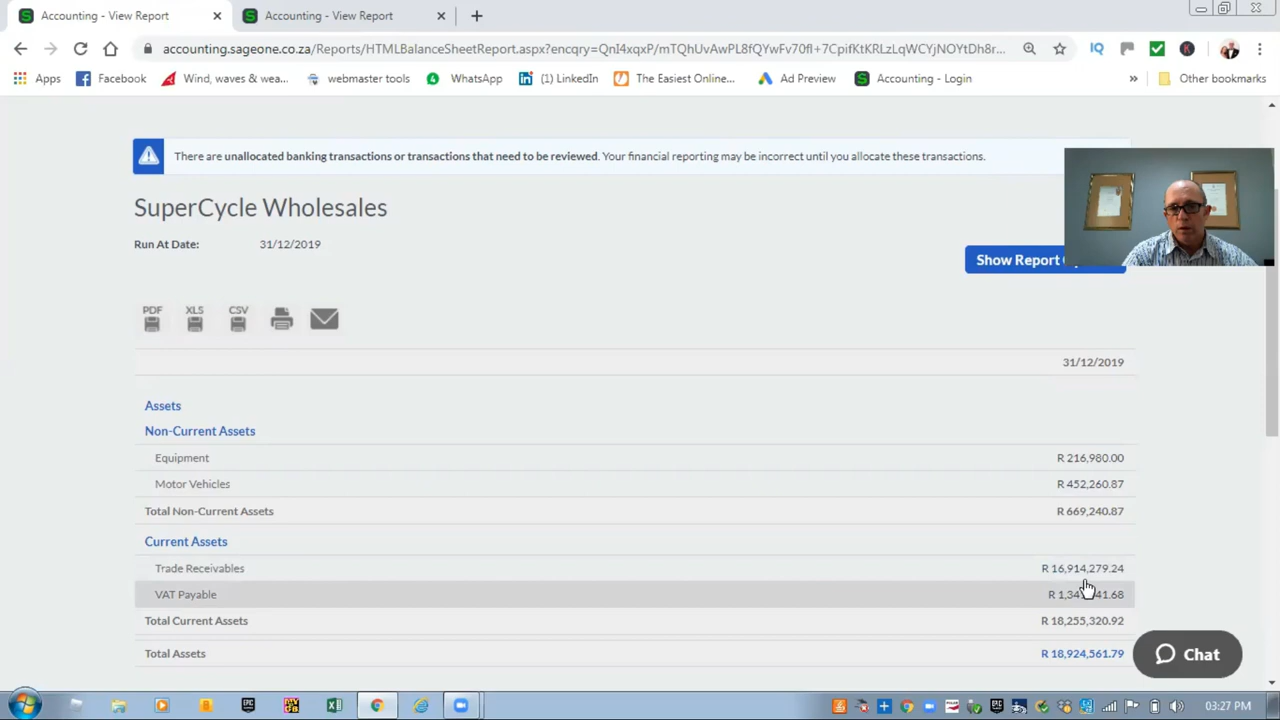 Accounting - View Report
Accounting - View Report
accounting.sageone.co.za/Reports/HTMLBalanceSheetReport.aspx?encqry=QnI4xqxP/mTQhUvAwPL8fQYwFv70fI+7CpifKtKRLzLqWCYjNOYtDh8r...
Apps Facebook Wind, waves & wea... webmaster tools WhatsApp (1) LinkedIn The Easiest Online... Ad Preview Accounting - Login » Other bookmarks
There are unallocated banking transactions or transactions that need to be reviewed. Your financial reporting may be incorrect until you allocate these transactions.
SuperCycle Wholesales
Run At Date: 31/12/2019
Show Report
PDF XLS CSV
31/12/2019
Assets
Non-Current Assets
Equipment R 216,980.00
Motor Vehicles R 452,260.87
Total Non-Current Assets R 669,240.87
Current Assets
Trade Receivables R 16,914,279.24
VAT Payable
Total Current Assets R 18,255,320.92
Total Assets R 18,924,561.79
Chat
03:27 PM